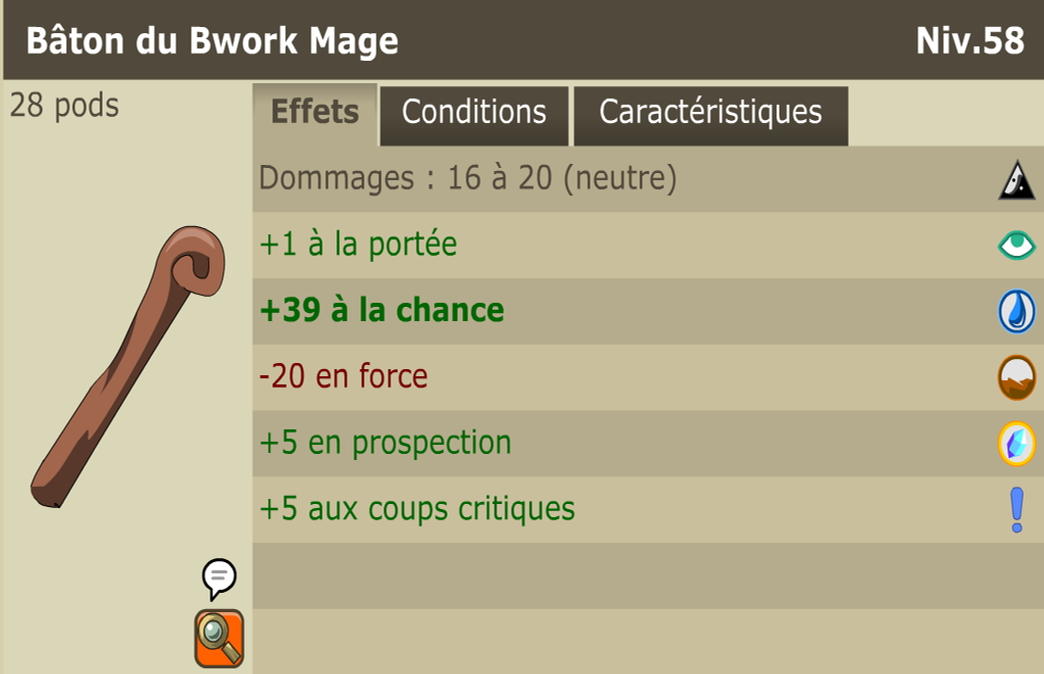 Bâton du Bwork Mage
Niv.58
28 pods
Effets
Conditions
Caractéristiques
Dommages : 16 à 20 (neutre)
+1 à la portée
+39 à la chance
-20 en force
+5 en prospection
+5 aux coups critiques